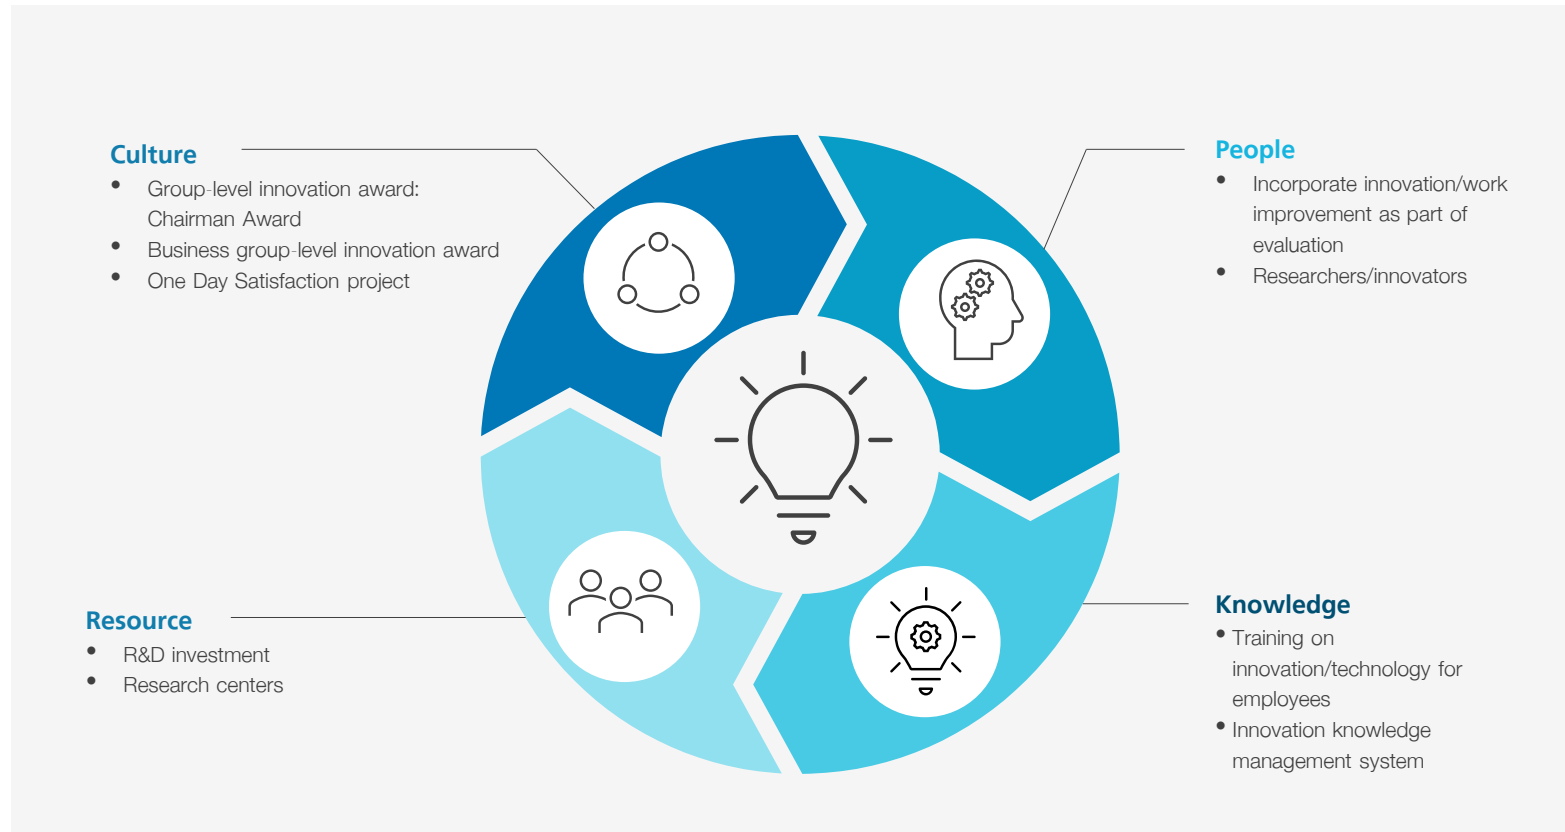 Culture
• Group-level innovation award:
Chairman Award
• Business group-level innovation award
• One Day Satisfaction project
People
• Incorporate innovation/work
improvement as part of
evaluation
• Researchers/innovators
Resource
• R&D investment
• Research centers
Knowledge
• Training on
innovation/technology for
employees
• Innovation knowledge
management system